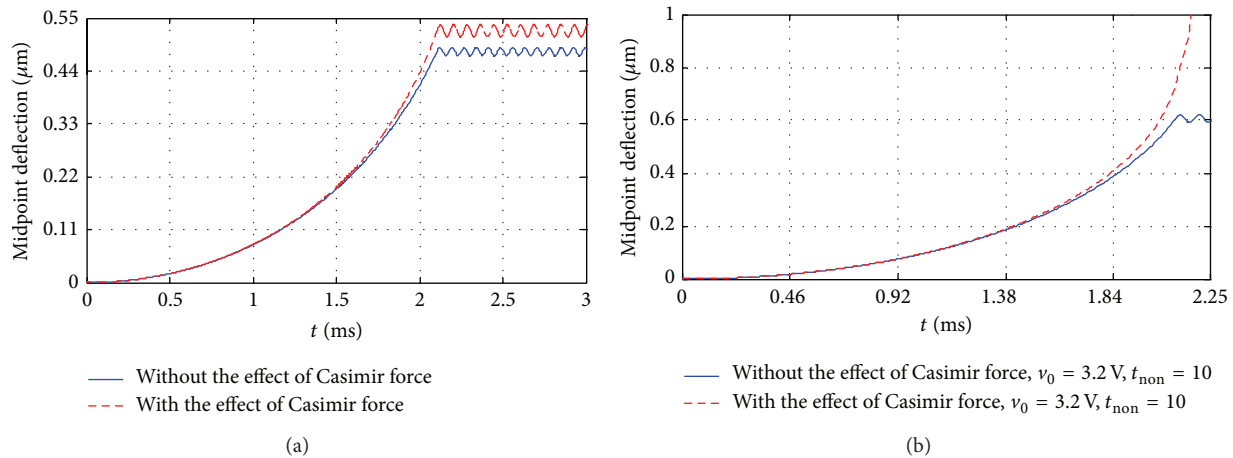 0.55
0.44
0.33
0.22
0.11
0
0 0.5 1 1.5 2 2.5 3
Midpoint deflection (μm)
t (ms)
Without the effect of Casimir force
With the effect of Casimir force
(a)
1
0.8
0.6
0.4
0.2
0
0 0.46 0.92 1.38 1.84 2.25
Midpoint deflection (μm)
t (ms)
Without the effect of Casimir force, ν₀ = 3.2 V, t_non = 10
With the effect of Casimir force, ν₀ = 3.2 V, t_non = 10
(b)